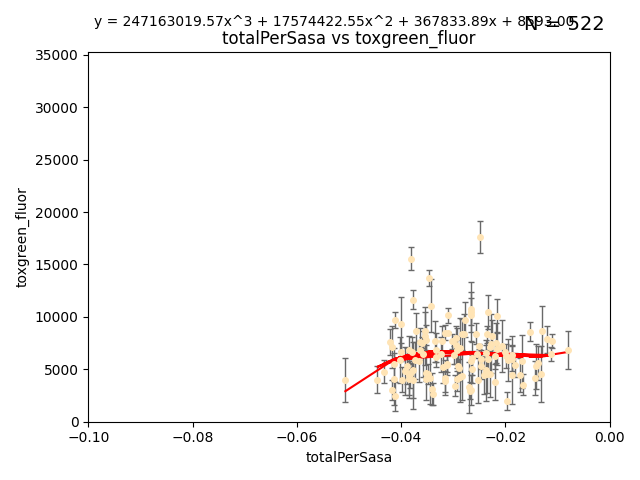 y = 247163019.57x^3 + 17574422.55x^2 + 367833.89x + 8593.00
N = 522
totalPerSasa vs toxgreen_fluor
35000
30000
25000
20000
15000
10000
5000
0
toxgreen_fluor
−0.10 −0.08 −0.06 −0.04 −0.02 0.00
totalPerSasa